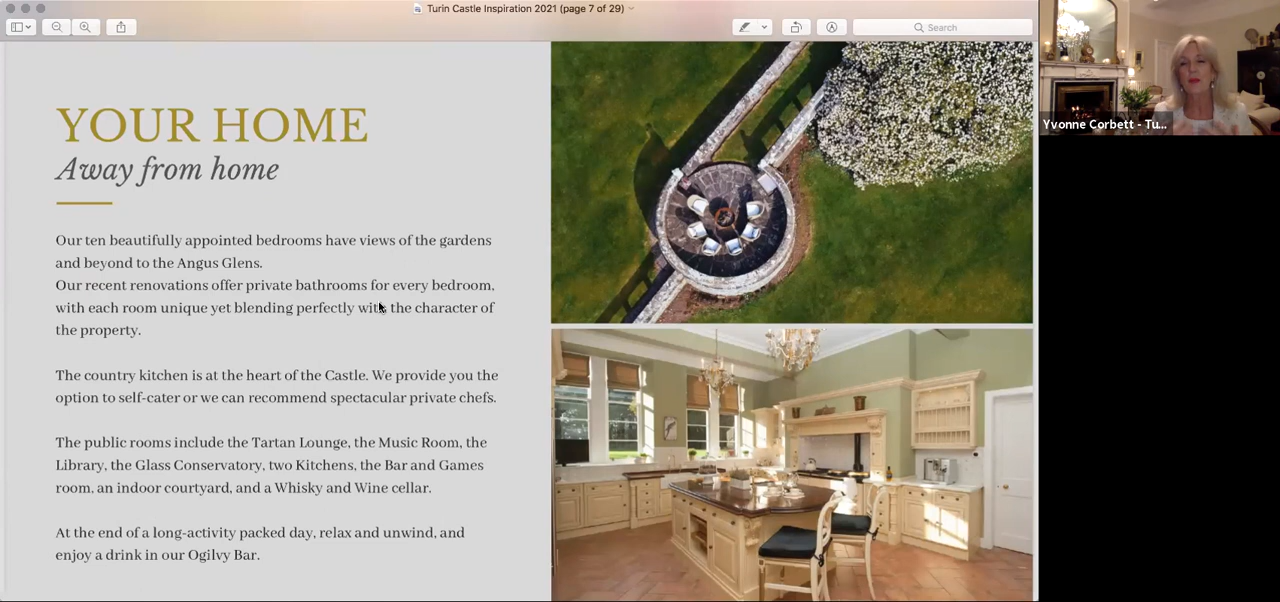 Turin Castle Inspiration 2021 (page 7 of 29)
Search
YOUR HOME
Away from home
Our ten beautifully appointed bedrooms have views of the gardens
and beyond to the Angus Glens.
Our recent renovations offer private bathrooms for every bedroom,
with each room unique yet blending perfectly with the character of
the property.
The country kitchen is at the heart of the Castle. We provide you the
option to self-cater or we can recommend spectacular private chefs.
The public rooms include the Tartan Lounge, the Music Room, the
Library, the Glass Conservatory, two Kitchens, the Bar and Games
room, an indoor courtyard, and a Whisky and Wine cellar.
At the end of a long-activity packed day, relax and unwind, and
enjoy a drink in our Ogilvy Bar.
Yvonne Corbett - Tu...